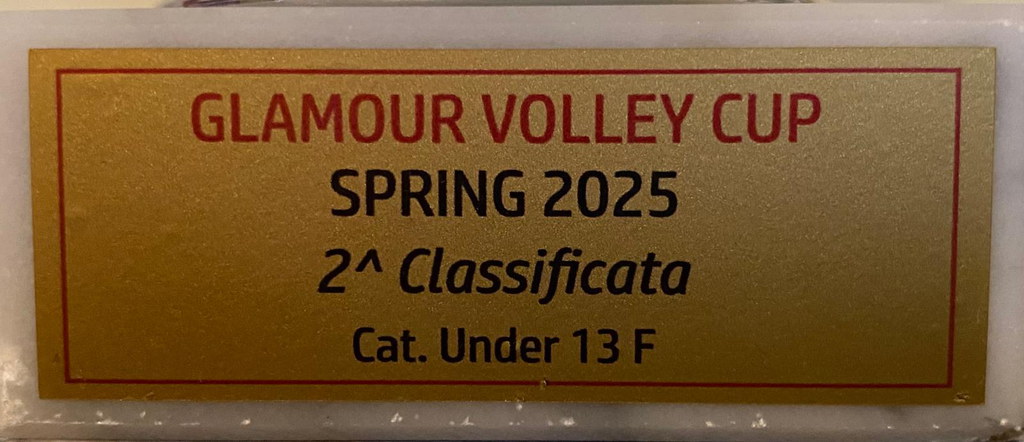 GLAMOUR VOLLEY CUP
SPRING 2025
2^ Classificata
Cat. Under 13 F